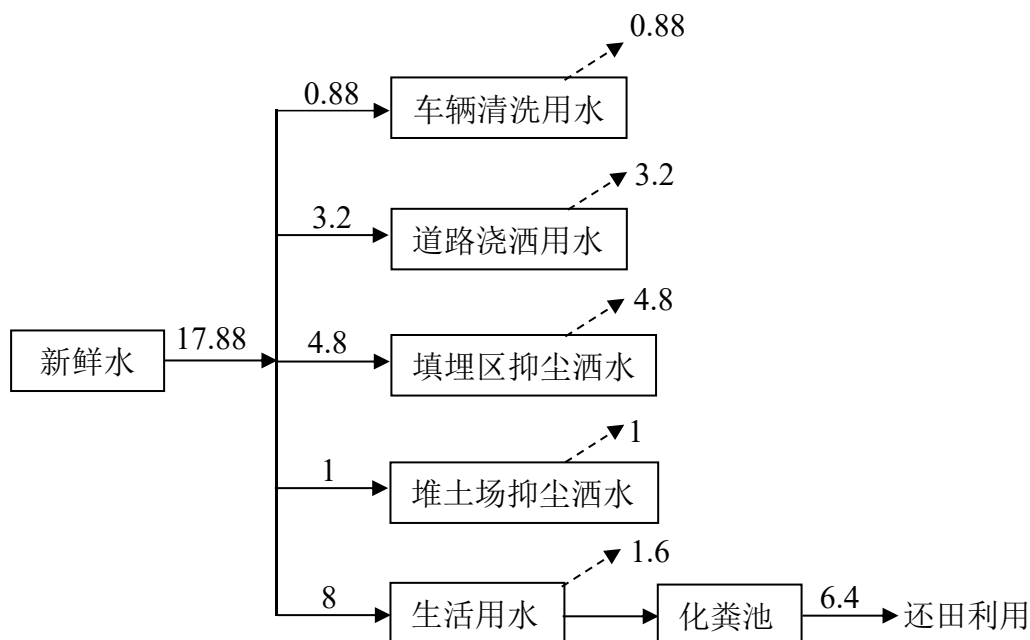 0.88
0.88
车辆清洗用水
3.2
3.2
道路浇洒用水
4.8
新鲜水
17.88
4.8
填埋区抑尘洒水
1
1
堆土场抑尘洒水
1.6
8
生活用水
化粪池
6.4
还田利用